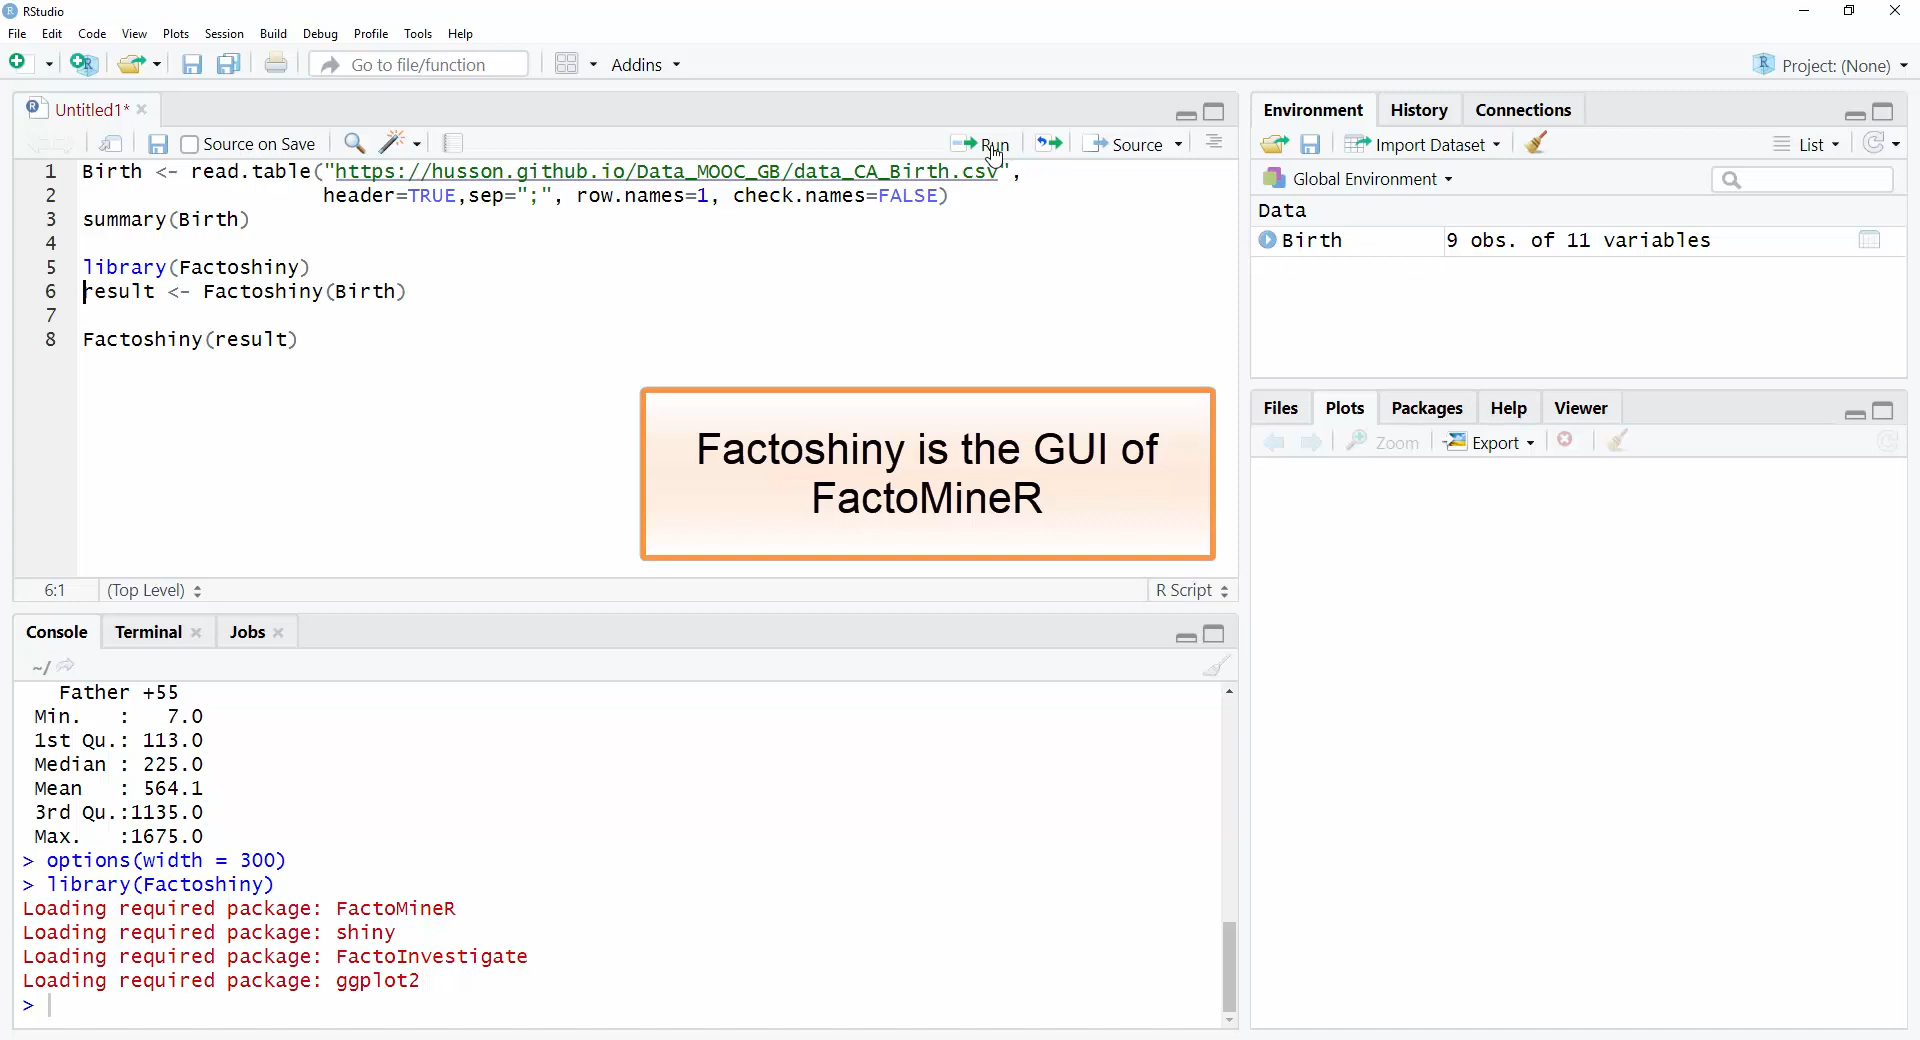 RStudio
File Edit Code View Plots Session Build Debug Profile Tools Help
Go to file/function
Addins
Project: (None)
Untitled1*
Source on Save
Run
Source
1 Birth <- read.table("https://husson.github.io/Data_MOOC_GB/data_CA_Birth.csv",
2 header=TRUE,sep=";", row.names=1, check.names=FALSE)
3 summary(Birth)
4
5 library(Factoshiny)
6 result <- Factoshiny(Birth)
7
8 Factoshiny(result)
Factoshiny is the GUI of
FactoMineR
6:1 (Top Level) R Script
Console Terminal Jobs
~/
Father +55
Min. : 7.0
1st Qu.: 113.0
Median : 225.0
Mean : 564.1
3rd Qu.:1135.0
Max. :1675.0
> options(width = 300)
> library(Factoshiny)
Loading required package: FactoMineR
Loading required package: shiny
Loading required package: FactoInvestigate
Loading required package: ggplot2
>
Environment History Connections
Import Dataset List
Global Environment
Data
Birth 9 obs. of 11 variables
Files Plots Packages Help Viewer
Zoom Export